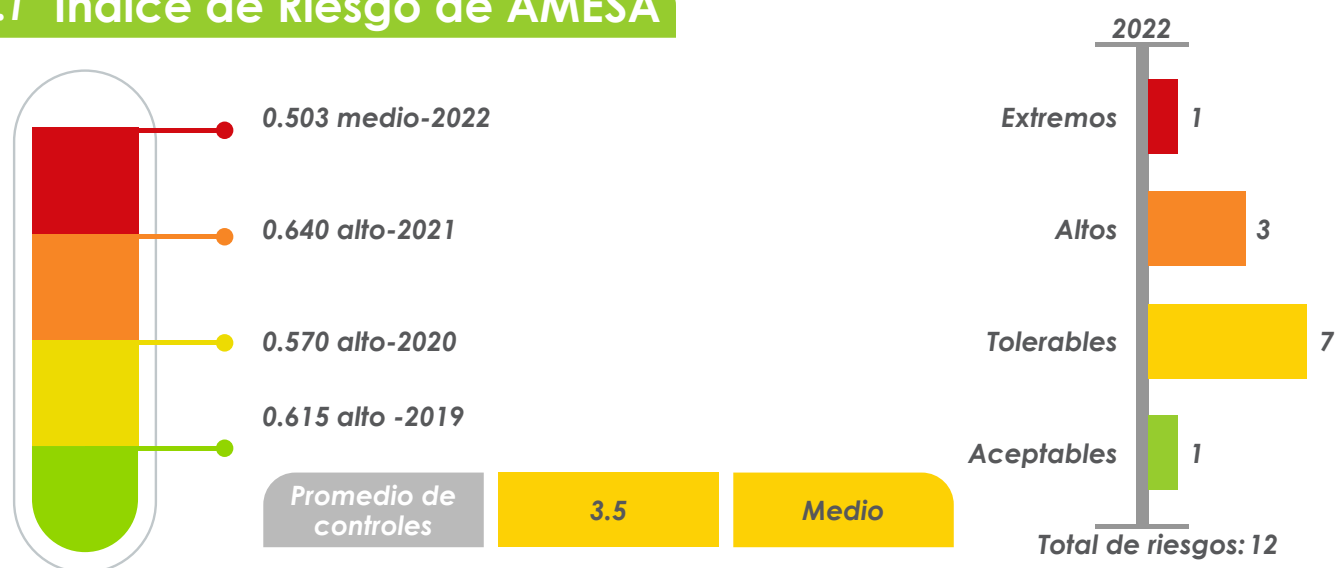 .1 Índice de Riesgo de AMESA
0.503 medio-2022
0.640 alto-2021
0.570 alto-2020
0.615 alto -2019
Promedio de
controles
3.5
Medio
2022
Extremos
1
Altos
3
Tolerables
7
Aceptables
1
Total de riesgos: 12